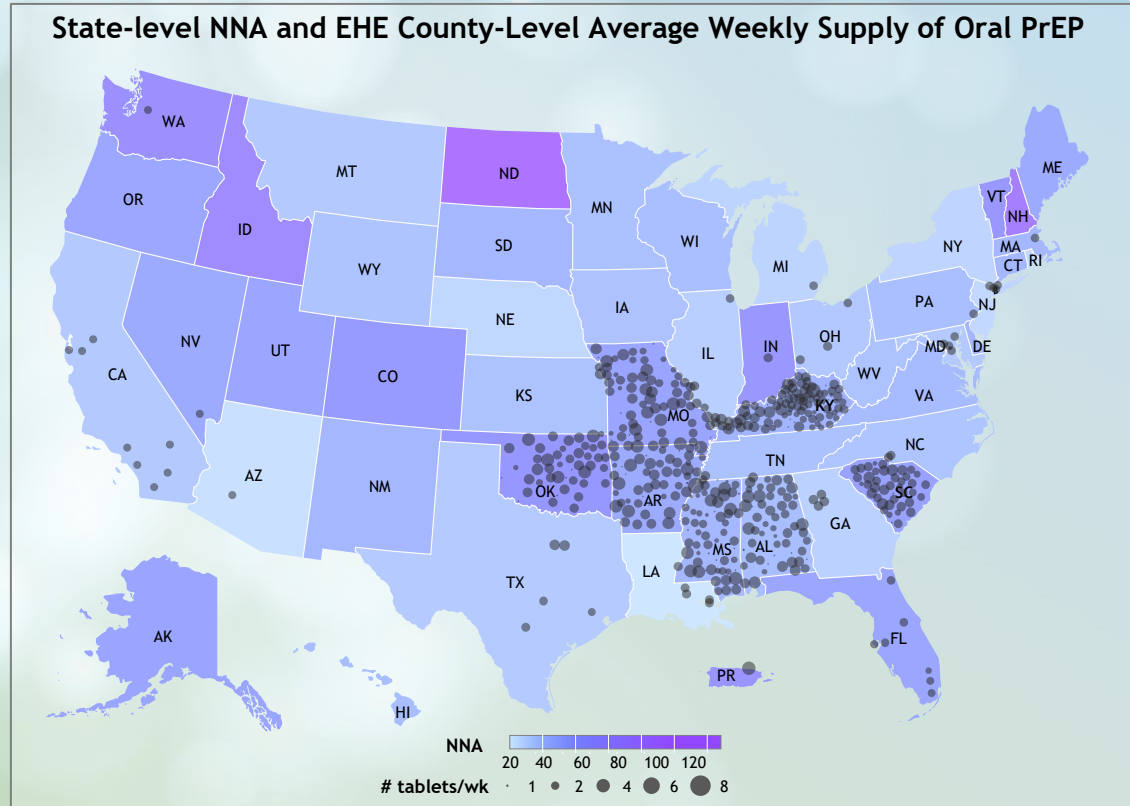 State-level NNA and EHE County-Level Average Weekly Supply of Oral PrEP
WA
MT
ND
MN
ME
VT
NH
OR
ID
SD
WI
MI
NY
MA
CT
RI
WY
IA
PA
NJ
NE
NV
UT
CO
IL
IN
OH
MD
DE
CA
KS
MO
KY
WV
VA
AZ
NM
OK
AR
TN
NC
SC
TX
LA
MS
AL
GA
AK
HI
PR
FL
NNA
20 40 60 80 100 120
# tablets/wk 1 2 4 6 8